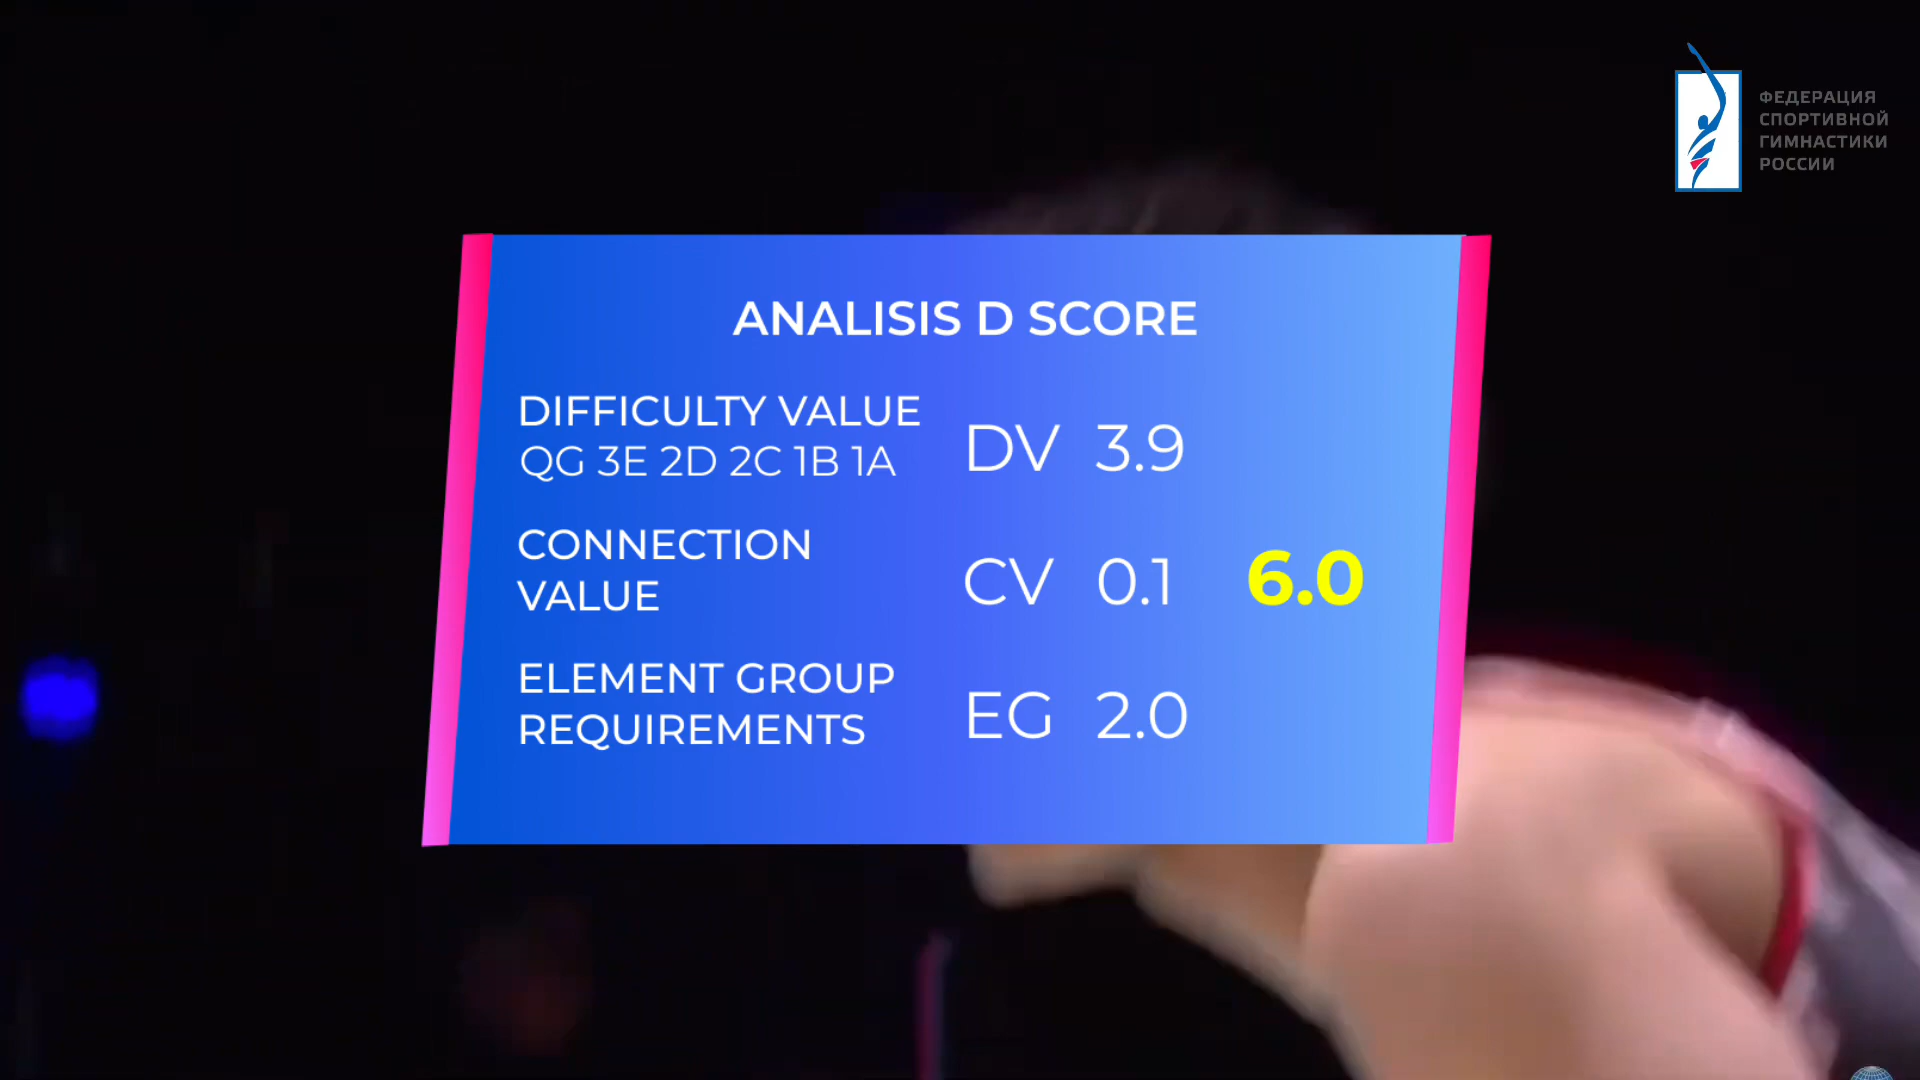 ФЕДЕРАЦИЯ
СПОРТИВНОЙ
ГИМНАСТИКИ
РОССИИ
ANALISIS D SCORE
DIFFICULTY VALUE
QG 3E 2D 2C 1B 1A
DV 3.9
CONNECTION
VALUE
CV 0.1 6.0
ELEMENT GROUP
REQUIREMENTS
EG 2.0